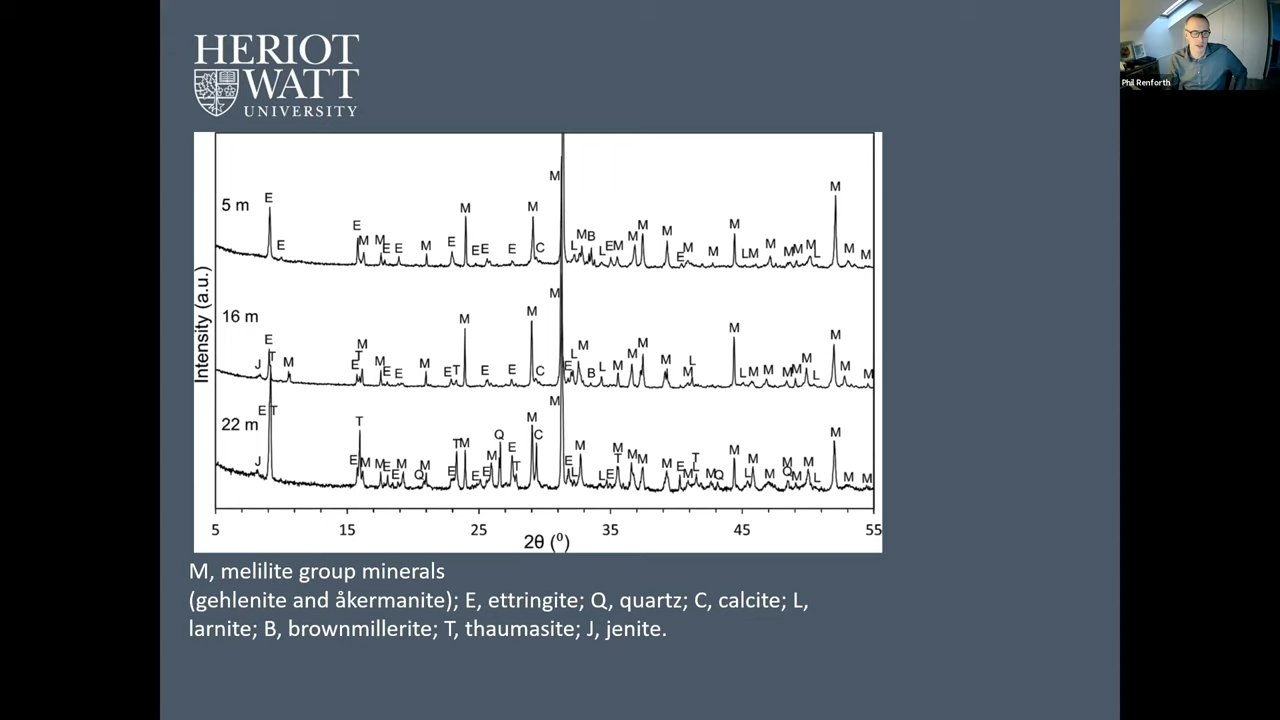 HERIOT
WATT
UNIVERSITY
Phil Renforth
Intensity (a.u.)
5 m
E E E M M E E M E M E E E M C M L M B L E M M M M E M M M L M M M M M L M M M
16 m
J E T M E T M M E E M E T M E E M C M E L M B L M M M M M L M L M M M M M L M M M
22 m
J E T E T M M E E M Q M E T M E E M Q E T M C M E L M L E M T M M M E M T L M Q M L M M M Q M M L M M M
5 15 25 35 45 55
2θ (⁰)
M, melilite group minerals
(gehlenite and åkermanite); E, ettringite; Q, quartz; C, calcite; L,
larnite; B, brownmillerite; T, thaumasite; J, jenite.